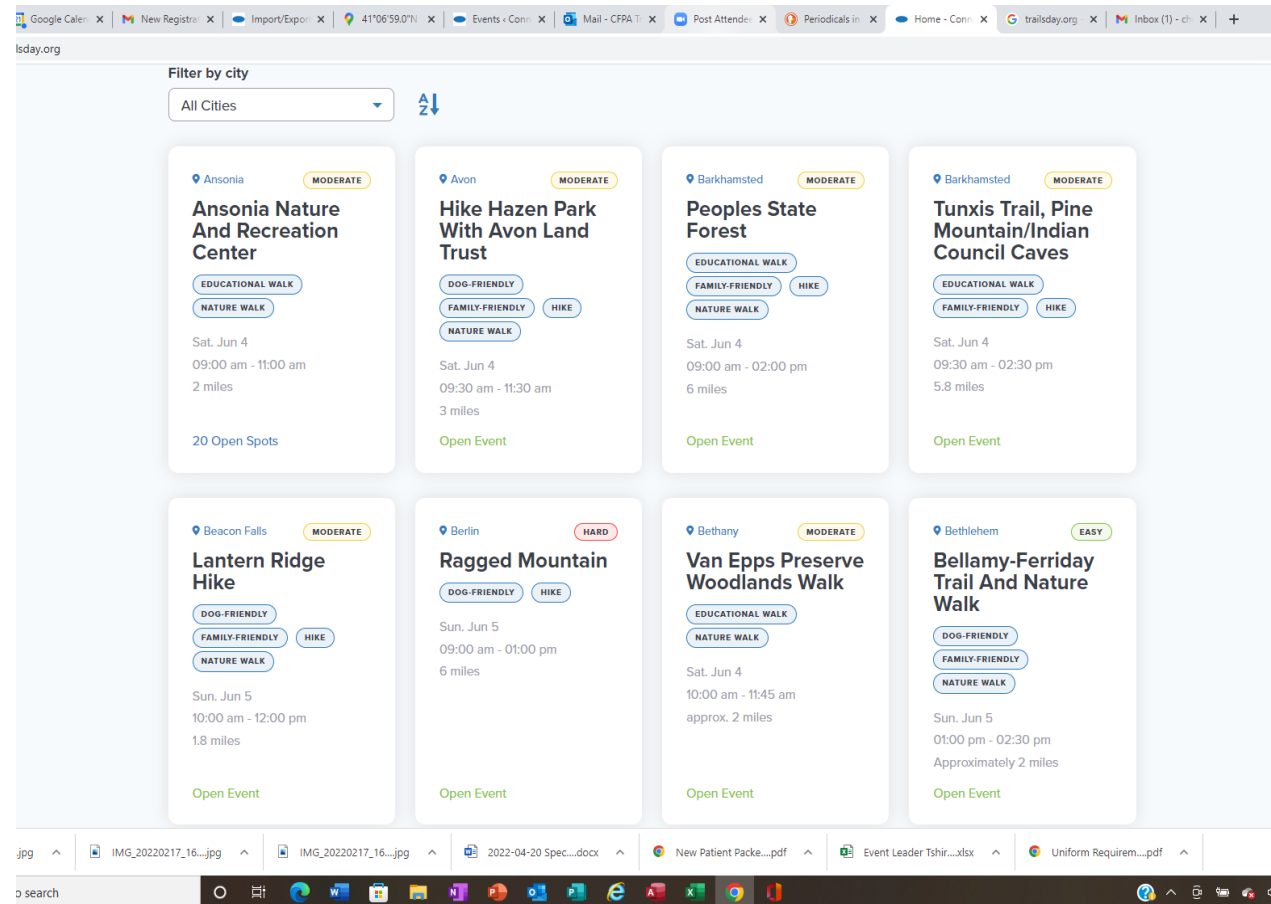 Google Calen
New Registrat
Import/Expor
41°06'59.0"N
Events ‹ Conn
Mail - CFPA Tr
Post Attendee
Periodicals in
Home - Conn
trailsday.org -
Inbox (1) - ch
lsday.org
Filter by city
All Cities
A
Z
Ansonia
MODERATE
Ansonia Nature
And Recreation
Center
EDUCATIONAL WALK
NATURE WALK
Sat. Jun 4
09:00 am - 11:00 am
2 miles
20 Open Spots
Avon
MODERATE
Hike Hazen Park
With Avon Land
Trust
DOG-FRIENDLY
FAMILY-FRIENDLY HIKE
NATURE WALK
Sat. Jun 4
09:30 am - 11:30 am
3 miles
Open Event
Barkhamsted
MODERATE
Peoples State
Forest
EDUCATIONAL WALK
FAMILY-FRIENDLY HIKE
NATURE WALK
Sat. Jun 4
09:00 am - 02:00 pm
6 miles
Open Event
Barkhamsted
MODERATE
Tunxis Trail, Pine
Mountain/Indian
Council Caves
EDUCATIONAL WALK
FAMILY-FRIENDLY HIKE
Sat. Jun 4
09:30 am - 02:30 pm
5.8 miles
Open Event
Beacon Falls
MODERATE
Lantern Ridge
Hike
DOG-FRIENDLY
FAMILY-FRIENDLY HIKE
NATURE WALK
Sun. Jun 5
10:00 am - 12:00 pm
1.8 miles
Open Event
Berlin
HARD
Ragged Mountain
DOG-FRIENDLY HIKE
Sun. Jun 5
09:00 am - 01:00 pm
6 miles
Open Event
Bethany
MODERATE
Van Epps Preserve
Woodlands Walk
EDUCATIONAL WALK
NATURE WALK
Sat. Jun 4
10:00 am - 11:45 am
approx. 2 miles
Open Event
Bethlehem
EASY
Bellamy-Ferriday
Trail And Nature
Walk
DOG-FRIENDLY
FAMILY-FRIENDLY
NATURE WALK
Sun. Jun 5
01:00 pm - 02:30 pm
Approximately 2 miles
Open Event
.jpg
IMG_20220217_16....jpg
IMG_20220217_16....jpg
2022-04-20 Spec....docx
New Patient Packe....pdf
Event Leader Tshir....xlsx
Uniform Requirem....pdf
o search